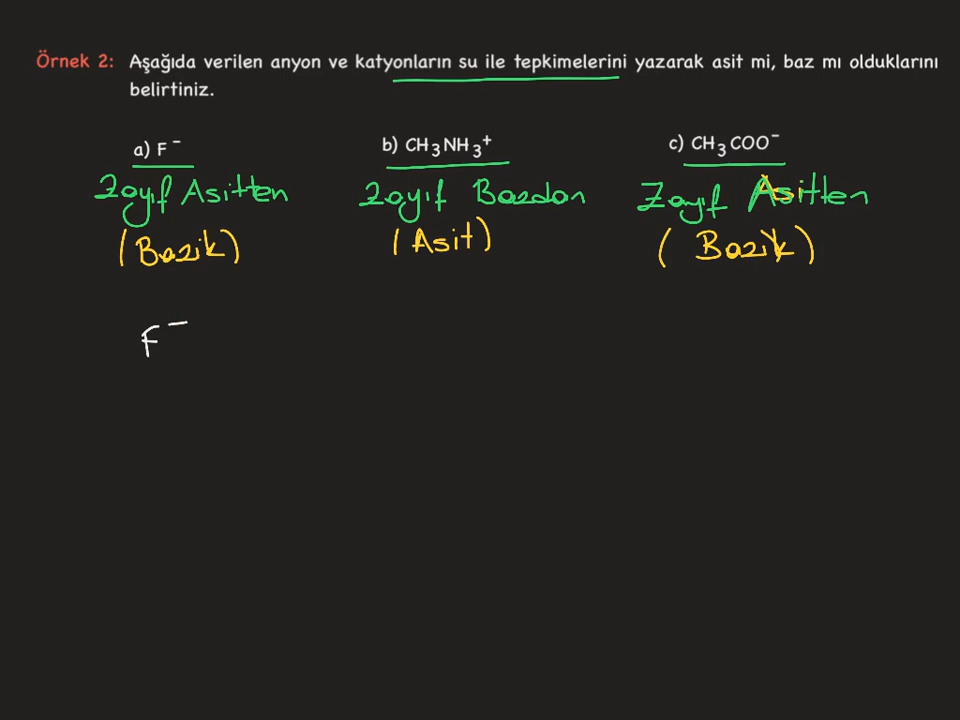 Örnek 2: Aşağıda verilen anyon ve katyonların su ile tepkimelerini yazarak asit mi, baz mı olduklarını
belirtiniz.
a) F⁻ b) CH₃NH₃⁺ c) CH₃COO⁻
Zayıf Asitten Zayıf Bazdan Zayıf Asitten
(Bazik) (Asit) (Bazik)
F⁻